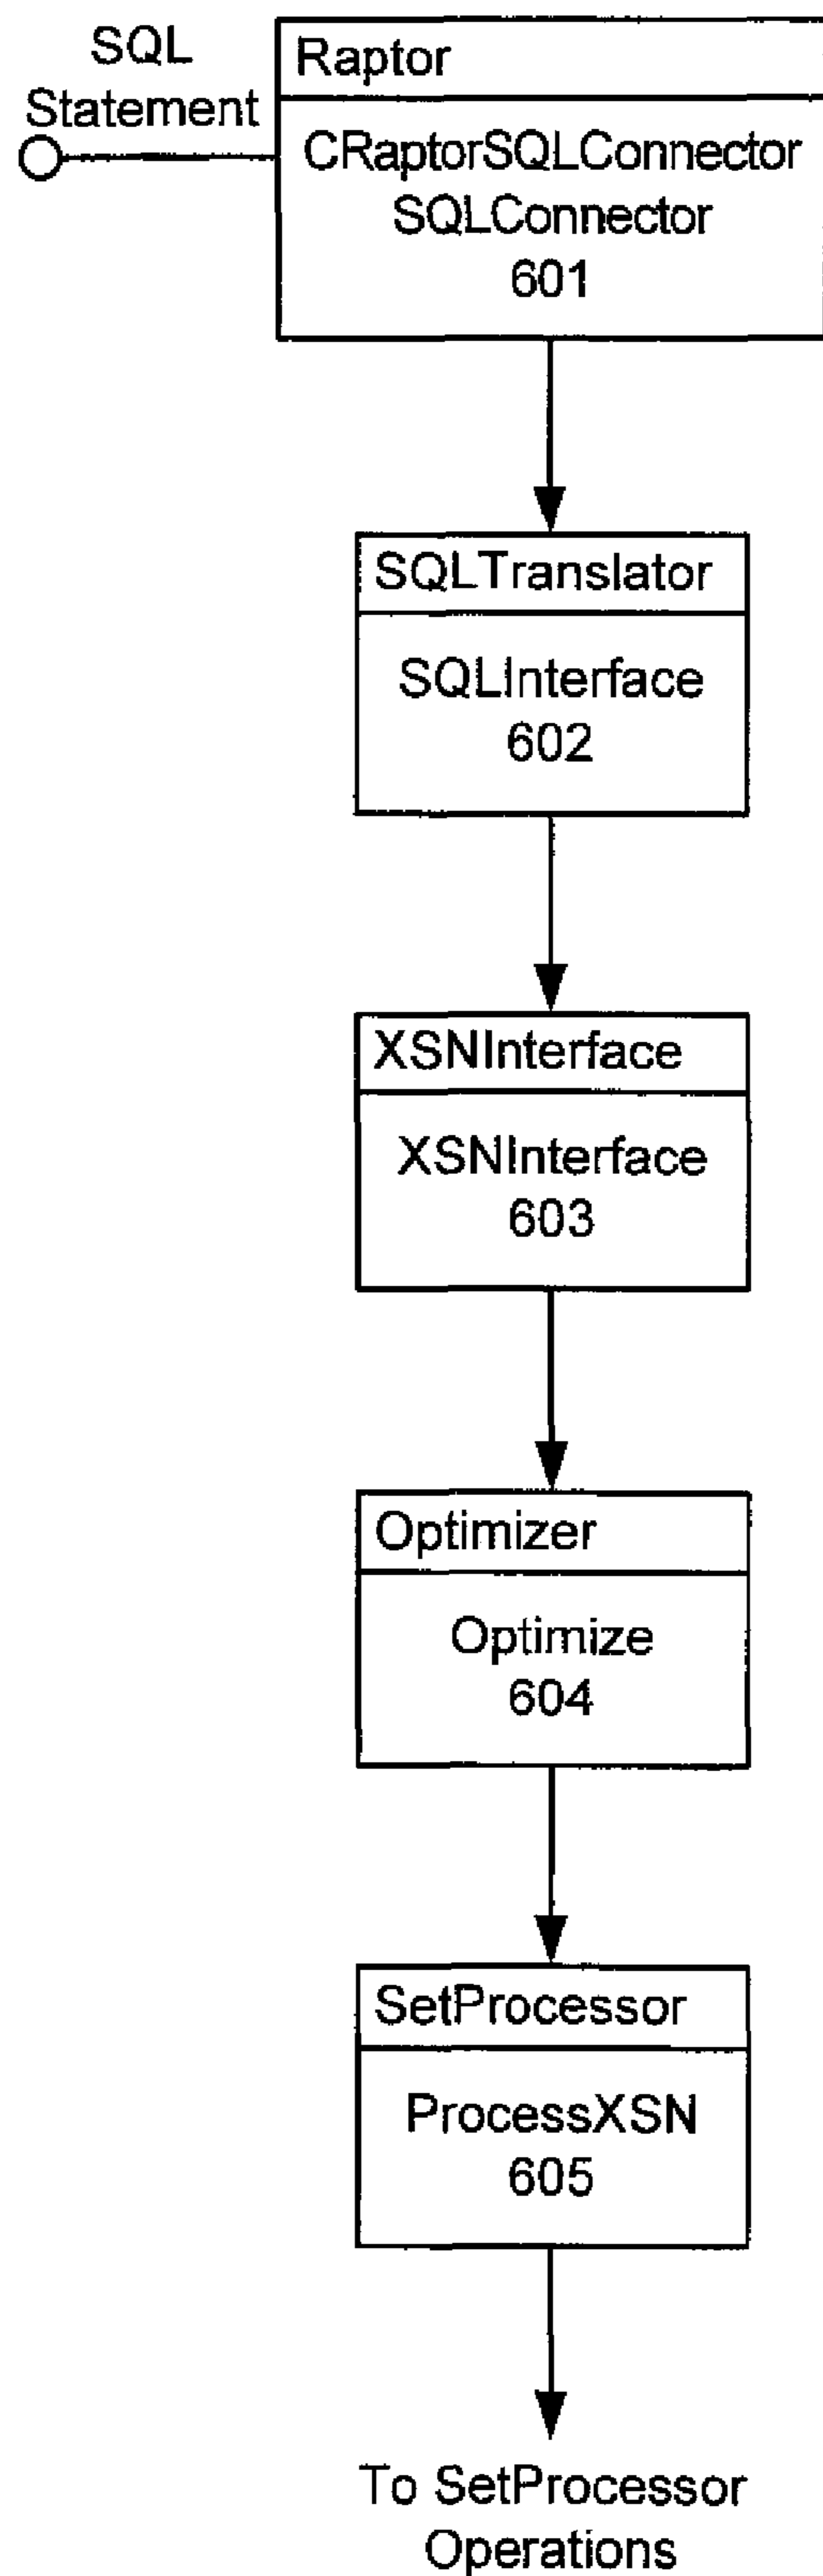 SQL
Statement
Raptor
CRaptorSQLConnector
SQLConnector
601
SQLTranslator
SQLInterface
602
XSNInterface
XSNInterface
603
Optimizer
Optimize
604
SetProcessor
ProcessXSN
605
To SetProcessor
Operations